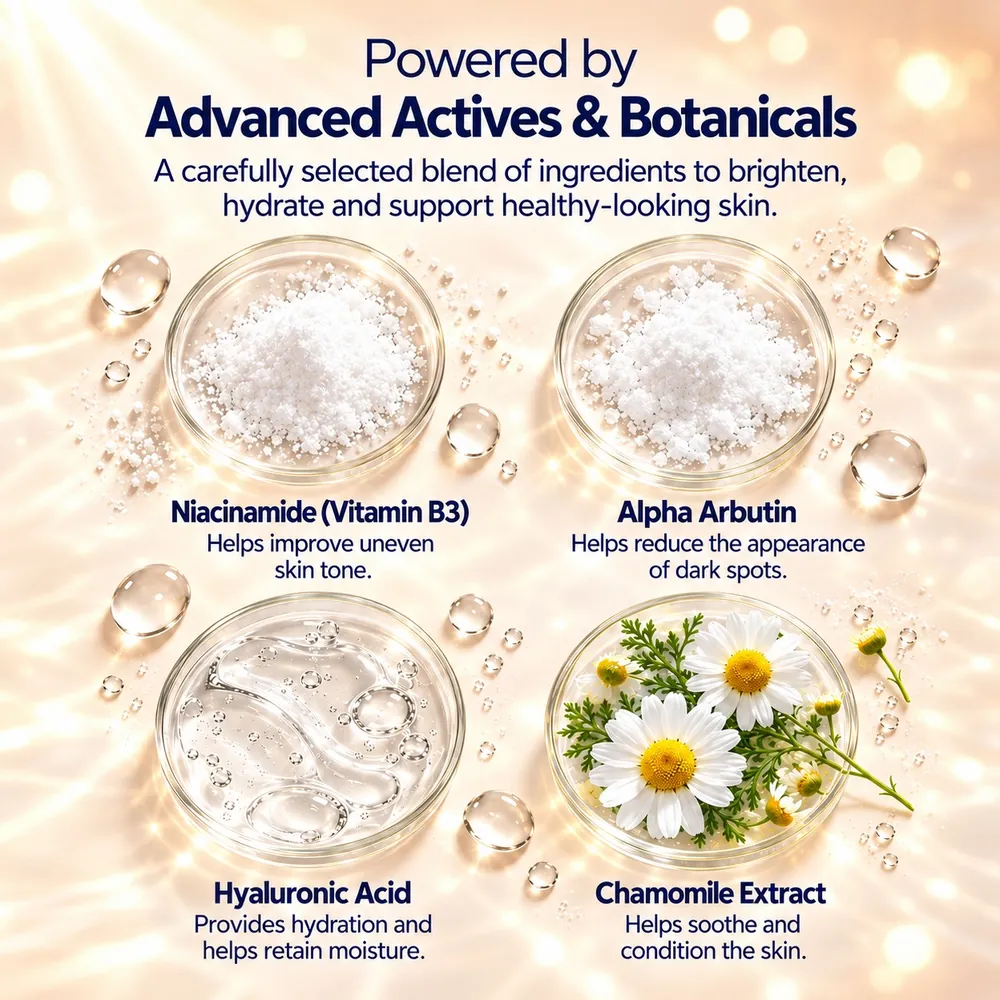 Powered by
Advanced Actives & Botanicals
A carefully selected blend of ingredients to brighten,
hydrate and support healthy-looking skin.
Niacinamide (Vitamin B3)
Helps improve uneven
skin tone.
Alpha Arbutin
Helps reduce the appearance
of dark spots.
Hyaluronic Acid
Provides hydration and
helps retain moisture.
Chamomile Extract
Helps soothe and
condition the skin.